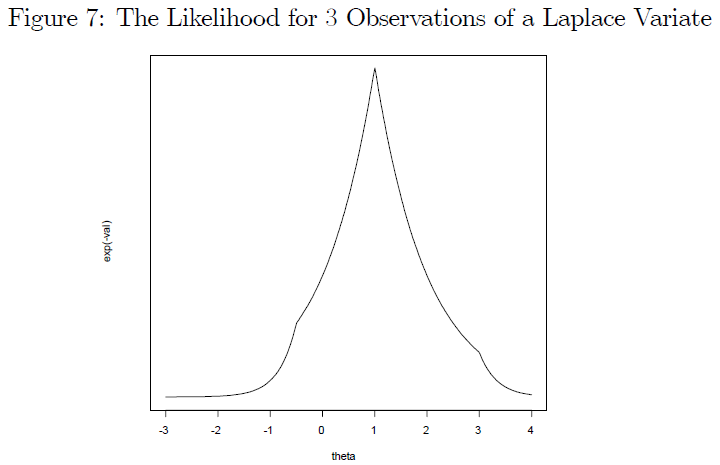 Figure 7: The Likelihood for 3 Observations of a Laplace Variate
exp(-val)
-3 -2 -1 0 1 2 3 4
theta